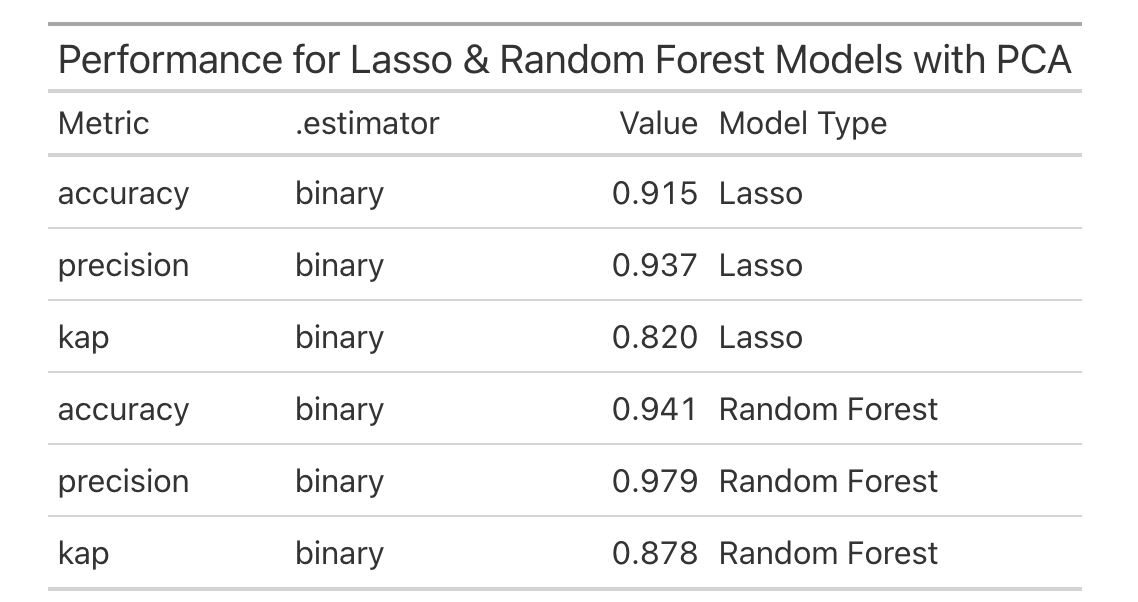 Performance for Lasso & Random Forest Models with PCA
Metric .estimator Value Model Type
accuracy binary 0.915 Lasso
precision binary 0.937 Lasso
kap binary 0.820 Lasso
accuracy binary 0.941 Random Forest
precision binary 0.979 Random Forest
kap binary 0.878 Random Forest